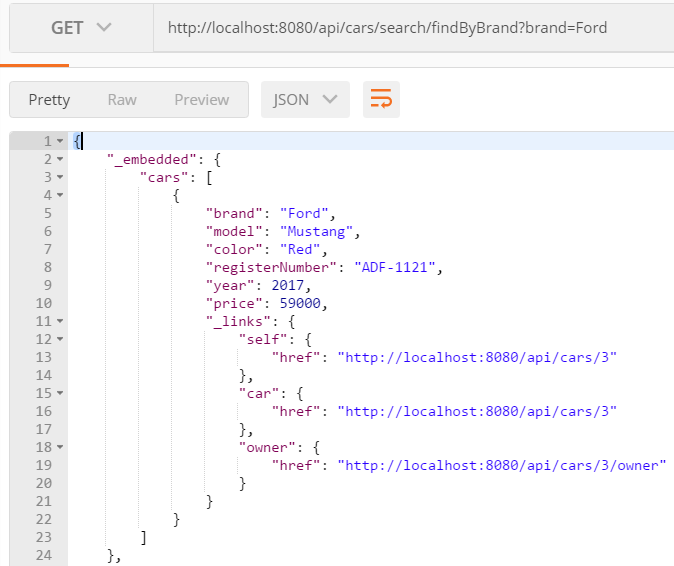 GET http://localhost:8080/api/cars/search/findByBrand?brand=Ford
Pretty Raw Preview JSON
1 {
2 "_embedded": {
3 "cars": [
4 {
5 "brand": "Ford",
6 "model": "Mustang",
7 "color": "Red",
8 "registerNumber": "ADF-1121",
9 "year": 2017,
10 "price": 59000,
11 "_links": {
12 "self": {
13 "href": "http://localhost:8080/api/cars/3"
14 },
15 "car": {
16 "href": "http://localhost:8080/api/cars/3"
17 },
18 "owner": {
19 "href": "http://localhost:8080/api/cars/3/owner"
20 }
21 }
22 }
23 ]
24 },